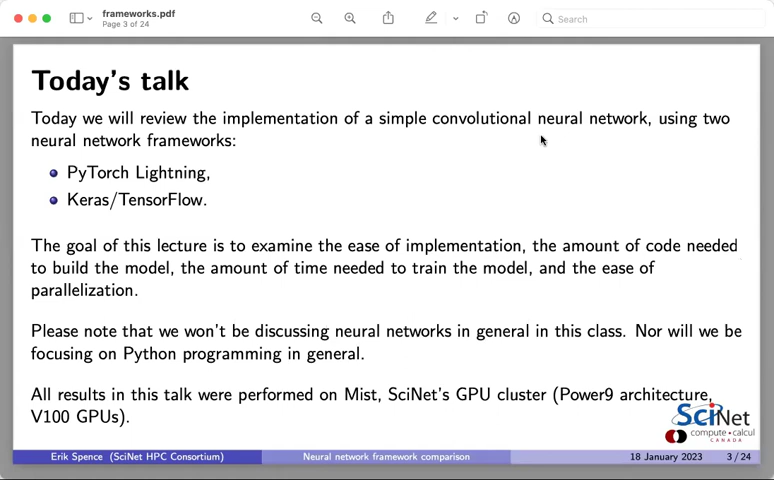 frameworks.pdf
Page 3 of 24
Search
Today's talk
Today we will review the implementation of a simple convolutional neural network, using two
neural network frameworks:
PyTorch Lightning,
Keras/TensorFlow.
The goal of this lecture is to examine the ease of implementation, the amount of code needed
to build the model, the amount of time needed to train the model, and the ease of
parallelization.
Please note that we won't be discussing neural networks in general in this class. Nor will we be
focusing on Python programming in general.
All results in this talk were performed on Mist, SciNet's GPU cluster (Power9 architecture,
V100 GPUs).
SciNet
compute • calcul
CANADA
Erik Spence (SciNet HPC Consortium) Neural network framework comparison 18 January 2023 3 / 24